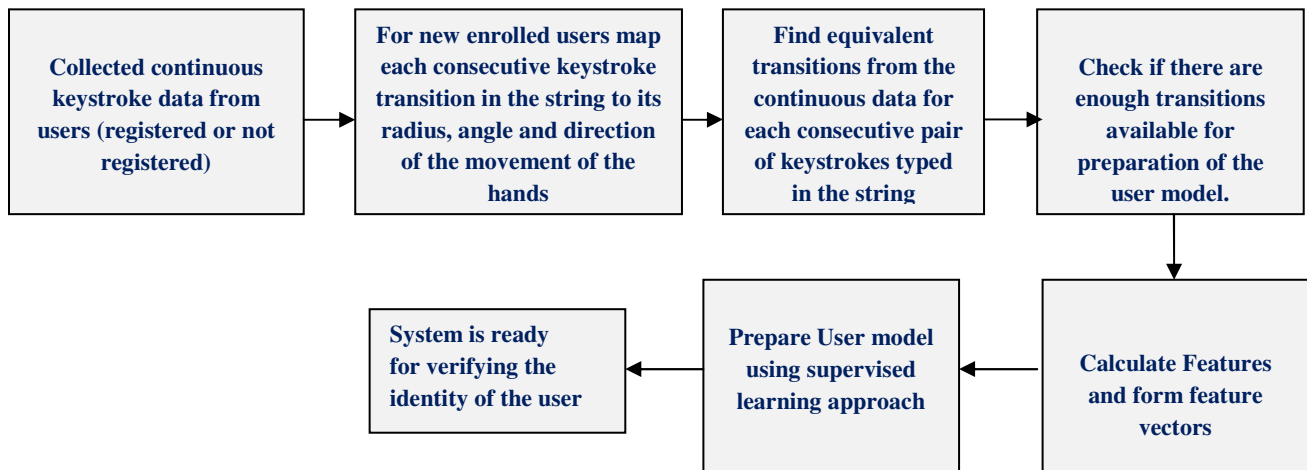 Collected continuous
keystroke data from
users (registered or not
registered)
For new enrolled users map
each consecutive keystroke
transition in the string to its
radius, angle and direction
of the movement of the
hands
Find equivalent
transitions from the
continuous data for
each consecutive pair
of keystrokes typed
in the string
Check if there are
enough transitions
available for
preparation of the
user model.
Calculate Features
and form feature
vectors
Prepare User model
using supervised
learning approach
System is ready
for verifying the
identity of the user